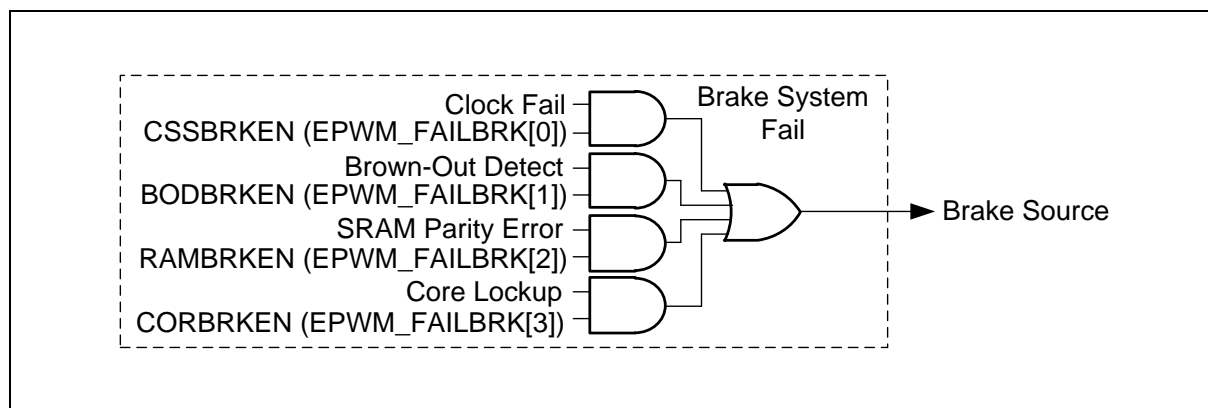 Clock Fail
CSSBRKEN (EPWM_FAILBRK[0])
Brown-Out Detect
BODBRKEN (EPWM_FAILBRK[1])
SRAM Parity Error
RAMBRKEN (EPWM_FAILBRK[2])
Core Lockup
CORBRKEN (EPWM_FAILBRK[3])
Brake System
Fail
Brake Source